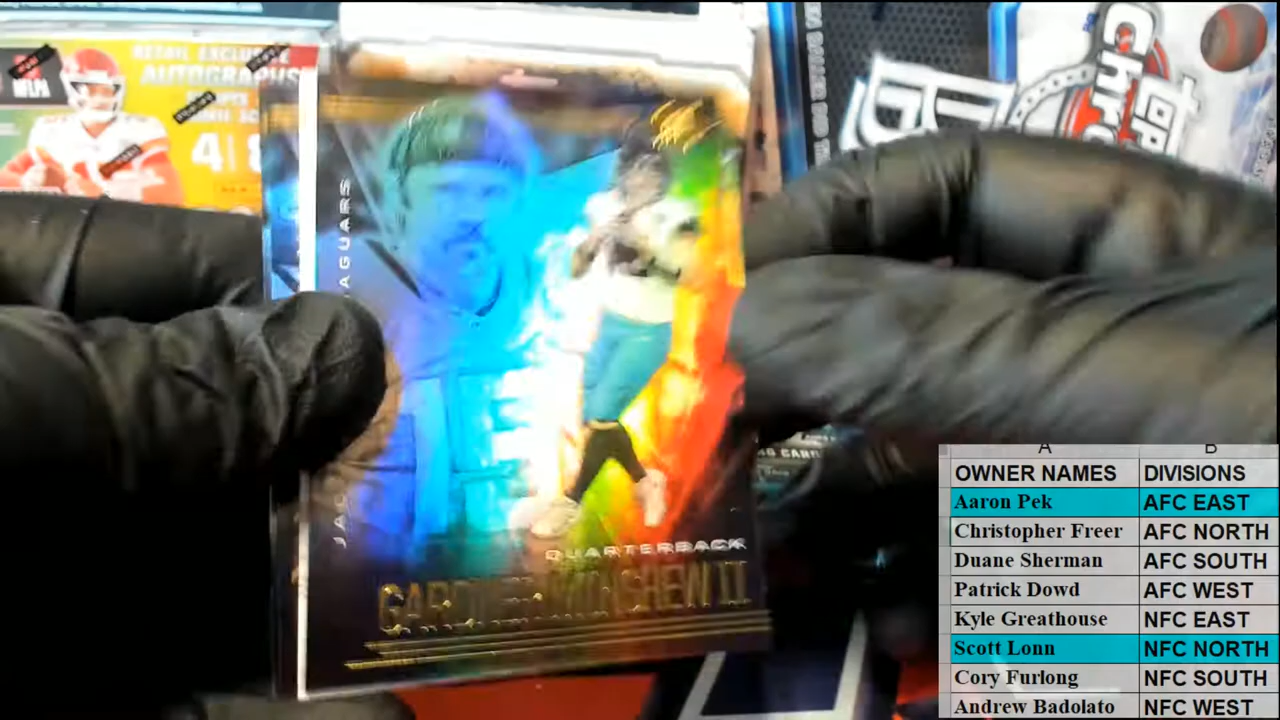 RETAIL EXCLUSIVE
AUTOGRAPHS
NFLPA
4
JAGUARS
QUARTERBACK
GARDNER MINSHEW II
A B
OWNER NAMES DIVISIONS
Aaron Pek AFC EAST
Christopher Freer AFC NORTH
Duane Sherman AFC SOUTH
Patrick Dowd AFC WEST
Kyle Greathouse NFC EAST
Scott Lonn NFC NORTH
Cory Furlong NFC SOUTH
Andrew Badolato NFC WEST